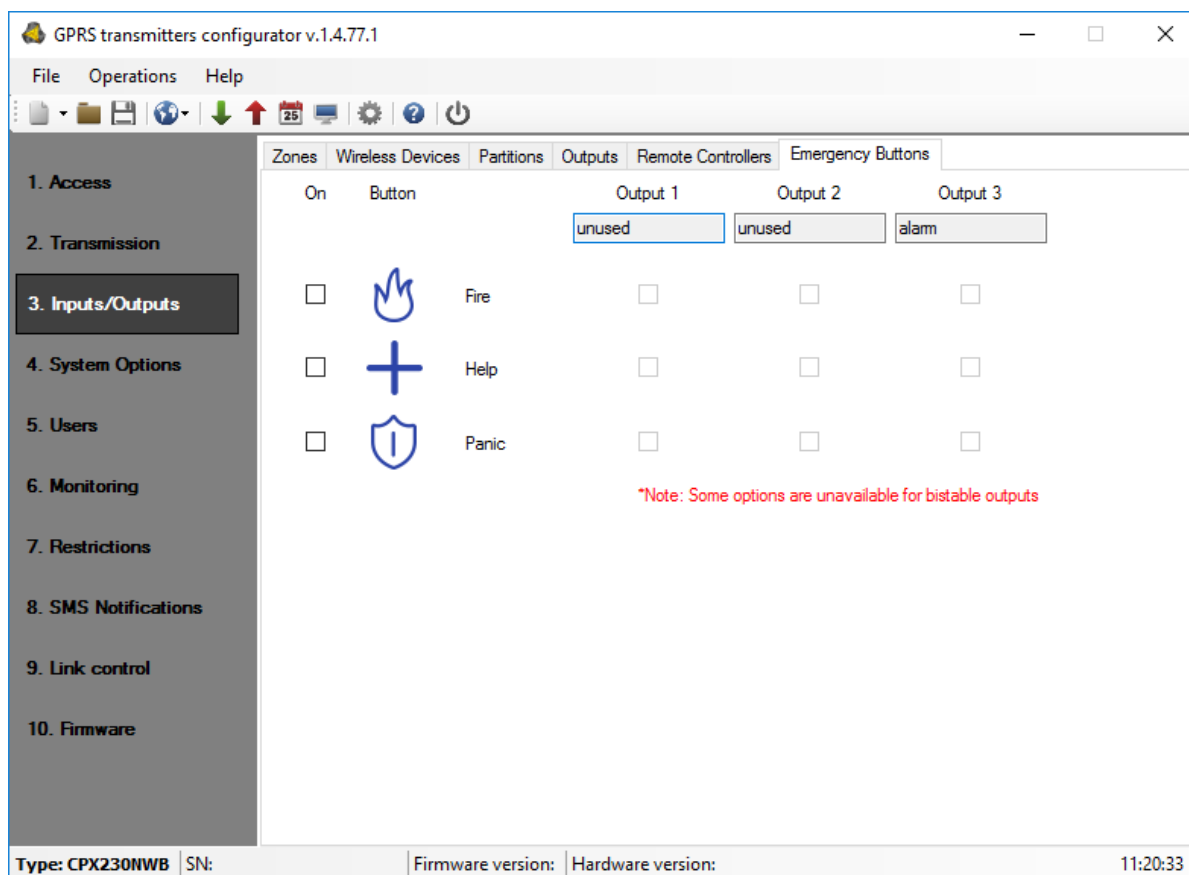 GPRS transmitters configurator v.1.4.77.1
File Operations Help
25
Zones Wireless Devices Partitions Outputs Remote Controllers Emergency Buttons
1. Access
2. Transmission
3. Inputs/Outputs
4. System Options
5. Users
6. Monitoring
7. Restrictions
8. SMS Notifications
9. Link control
10. Firmware
On Button Output 1 Output 2 Output 3
unused unused alarm
Fire
Help
Panic
*Note: Some options are unavailable for bistable outputs
Type: CPX230NWB SN: Firmware version: Hardware version: 11:20:33